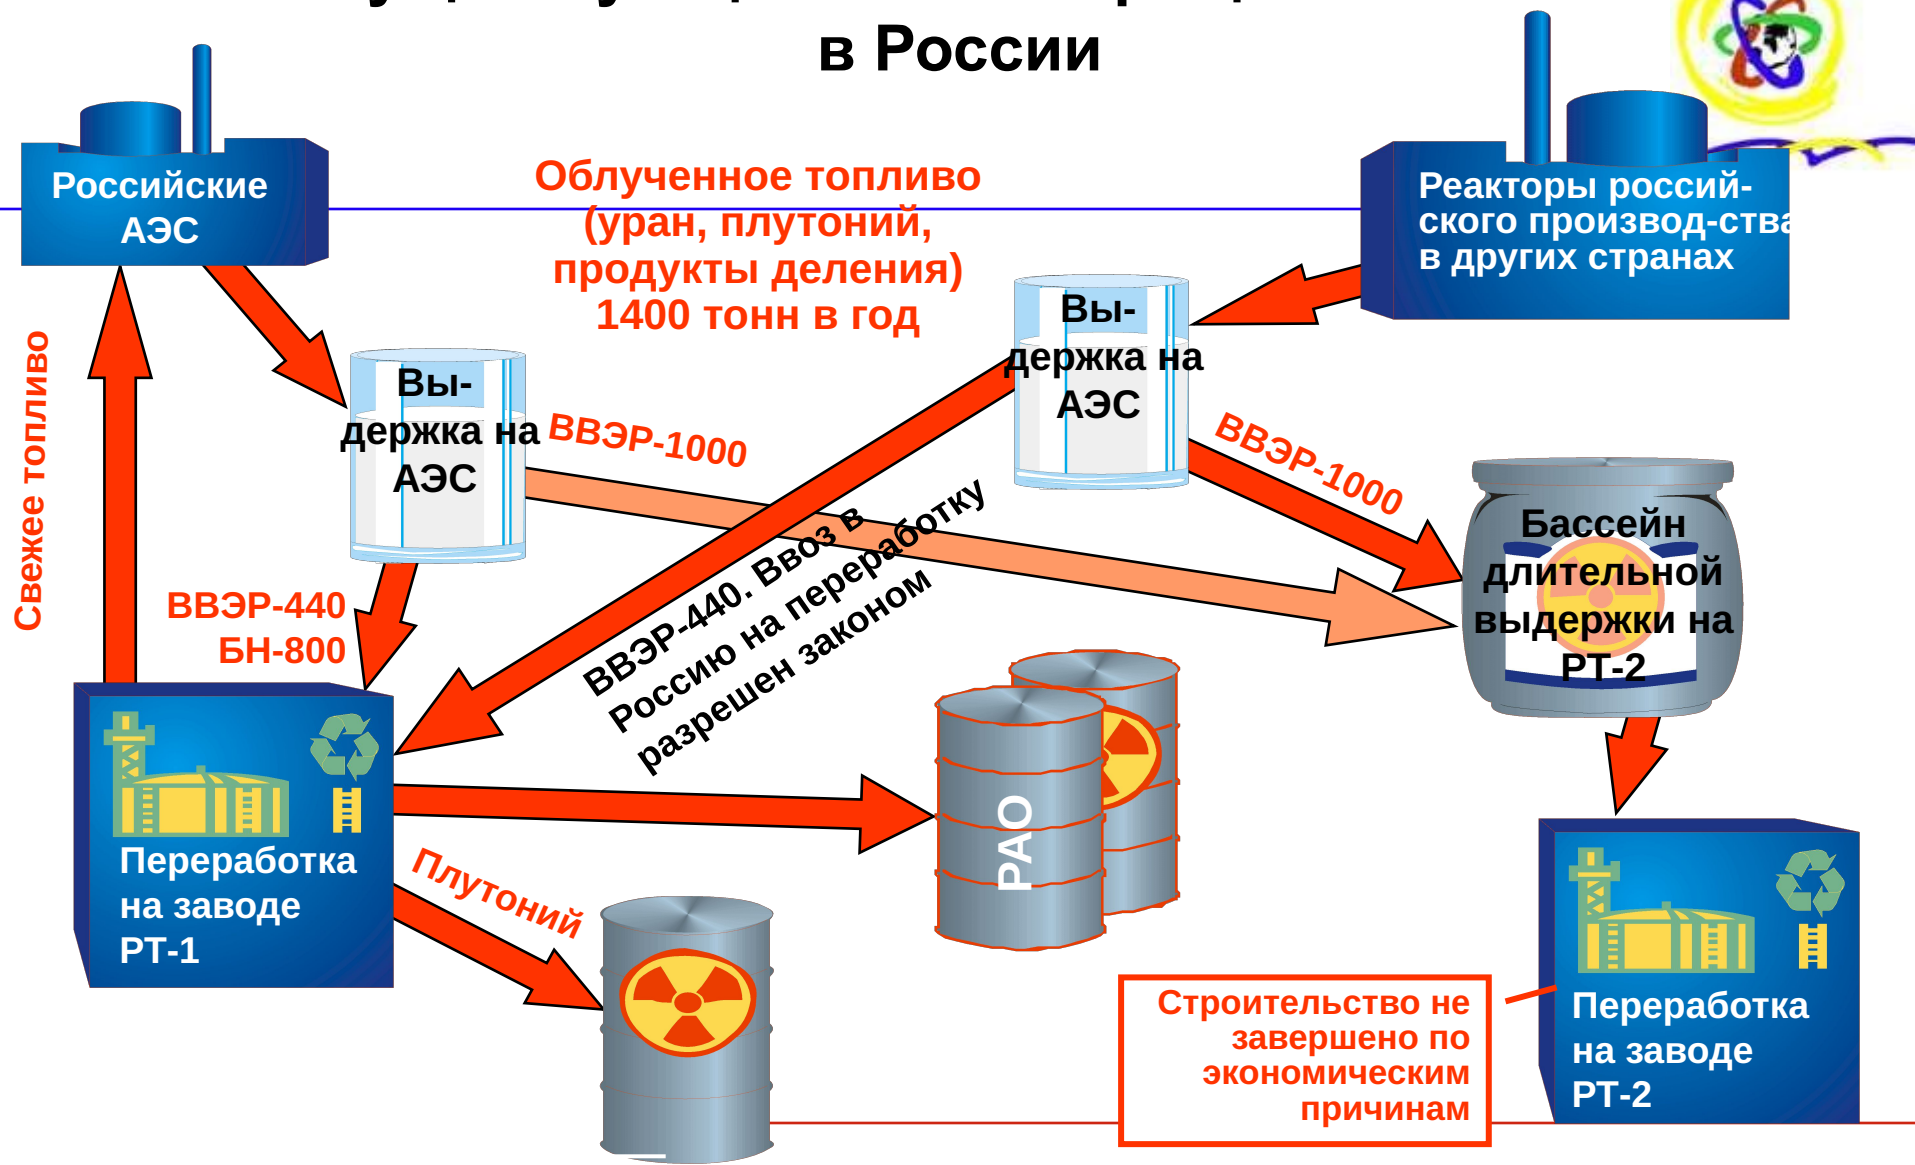 в России
Российские
АЭС
Облученное топливо
(уран, плутоний,
продукты деления)
1400 тонн в год
Реакторы россий-
ского производ-ства
в других странах
Свежее топливо
Вы-
держка на
АЭС
ВВЭР-1000
Вы-
держка на
АЭС
ВВЭР-1000
Бассейн
длительной
выдержки на
РТ-2
ВВЭР-440
БН-800
ВВЭР-440. Ввоз в
Россию на переработку
разрешен законом
Переработка
на заводе
РТ-1
РАО
Плутоний
Строительство не
завершено по
экономическим
причинам
Переработка
на заводе
РТ-2